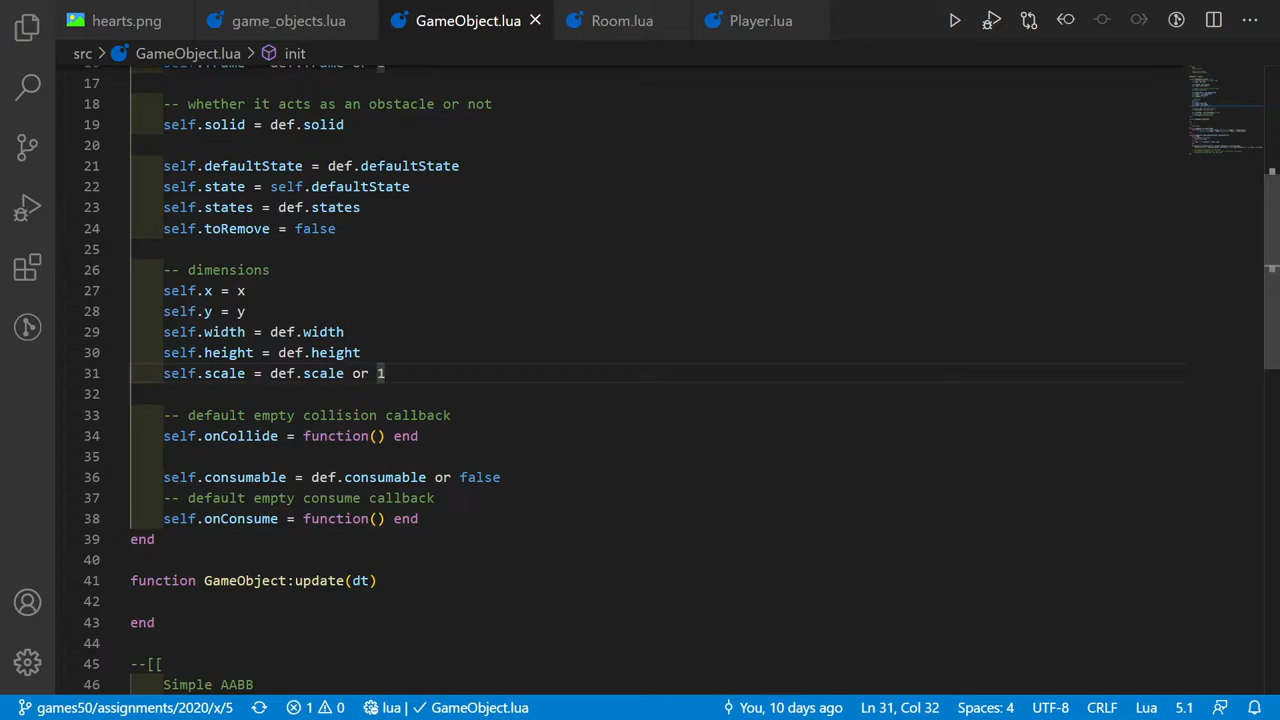 hearts.png game_objects.lua GameObject.lua Room.lua Player.lua
src GameObject.lua init
17
18 -- whether it acts as an obstacle or not
19 self.solid = def.solid
20
21 self.defaultState = def.defaultState
22 self.state = self.defaultState
23 self.states = def.states
24 self.toRemove = false
25
26 -- dimensions
27 self.x = x
28 self.y = y
29 self.width = def.width
30 self.height = def.height
31 self.scale = def.scale or 1
32
33 -- default empty collision callback
34 self.onCollide = function() end
35
36 self.consumable = def.consumable or false
37 -- default empty consume callback
38 self.onConsume = function() end
39 end
40
41 function GameObject:update(dt)
42
43 end
44
45 --[[
46 Simple AABB
games50/assignments/2020/x/5 1 0 lua GameObject.lua You, 10 days ago Ln 31, Col 32 Spaces: 4 UTF-8 CRLF Lua 5.1